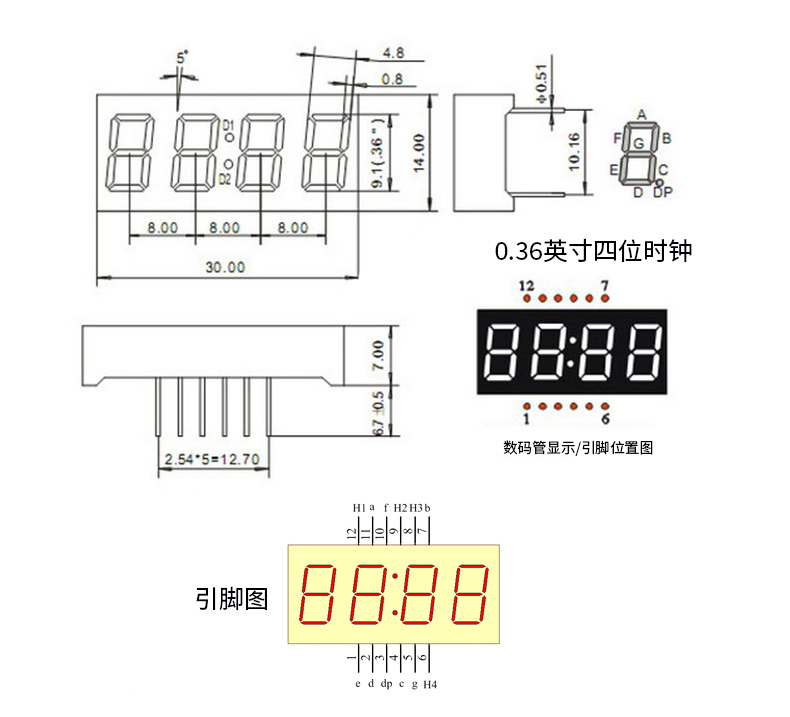 5°
4.8
0.8
D1
D2
9.1(.36")
14.00
8.00 8.00 8.00
30.00
ϕ0.51
10.16
A
F B
G
E C
D DP
0.36英寸四位时钟
12 7
1 6
数码管显示/引脚位置图
7.00
6.7±0.5
2.54*5=12.70
H1 a f H2 H3 b
12 11 10 9 8 7
引脚图
1 2 3 4 5 6
e d dp c g H4